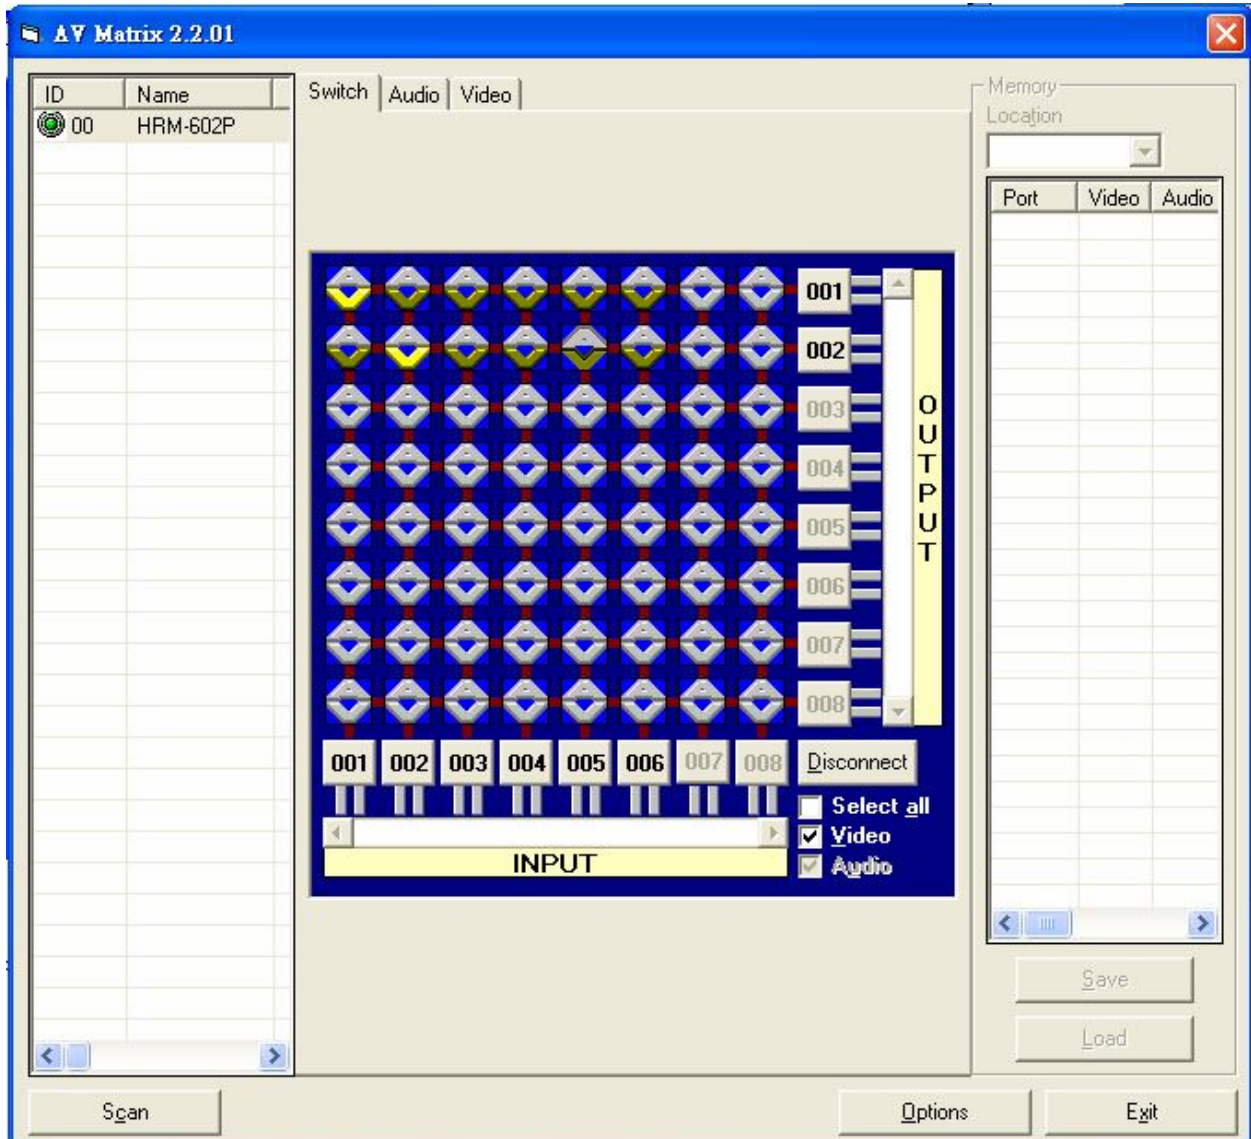 AV Matrix 2.2.01
ID Name
00 HRM-602P
Switch Audio Video
Memory
Location
Port Video Audio
001
002
003
004
005
006
007
008
OUTPUT
001 002 003 004 005 006 007 008
Disconnect
Select all
Video
Audio
INPUT
Save
Load
Scan
Options
Exit